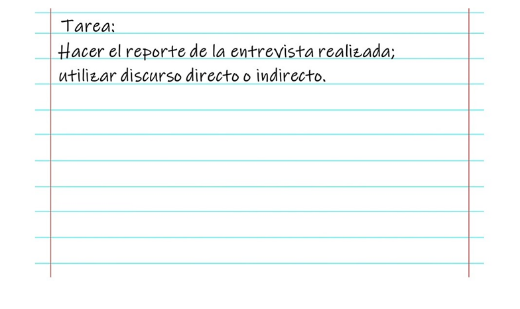 Tarea:
Hacer el reporte de la entrevista realizada;
utilizar discurso directo o indirecto.